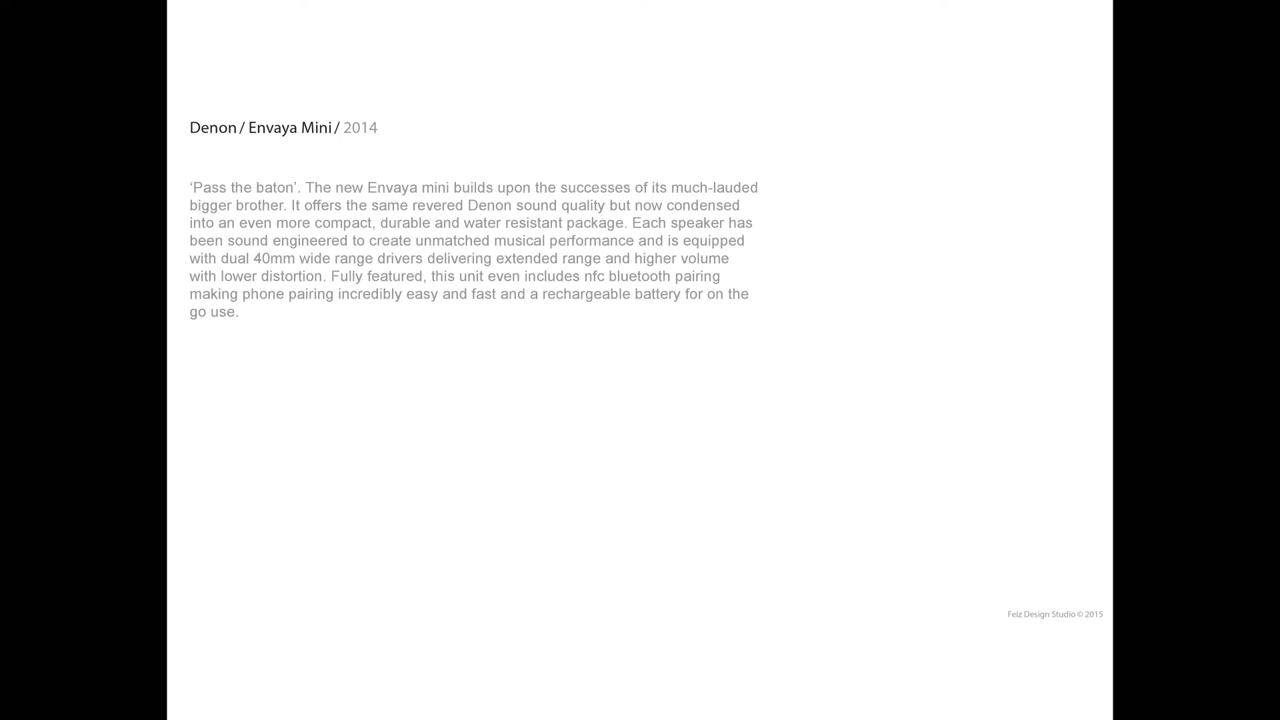 Denon / Envaya Mini / 2014
‘Pass the baton’. The new Envaya mini builds upon the successes of its much-lauded
bigger brother. It offers the same revered Denon sound quality but now condensed
into an even more compact, durable and water resistant package. Each speaker has
been sound engineered to create unmatched musical performance and is equipped
with dual 40mm wide range drivers delivering extended range and higher volume
with lower distortion. Fully featured, this unit even includes nfc bluetooth pairing
making phone pairing incredibly easy and fast and a rechargeable battery for on the
go use.
Feiz Design Studio © 2015